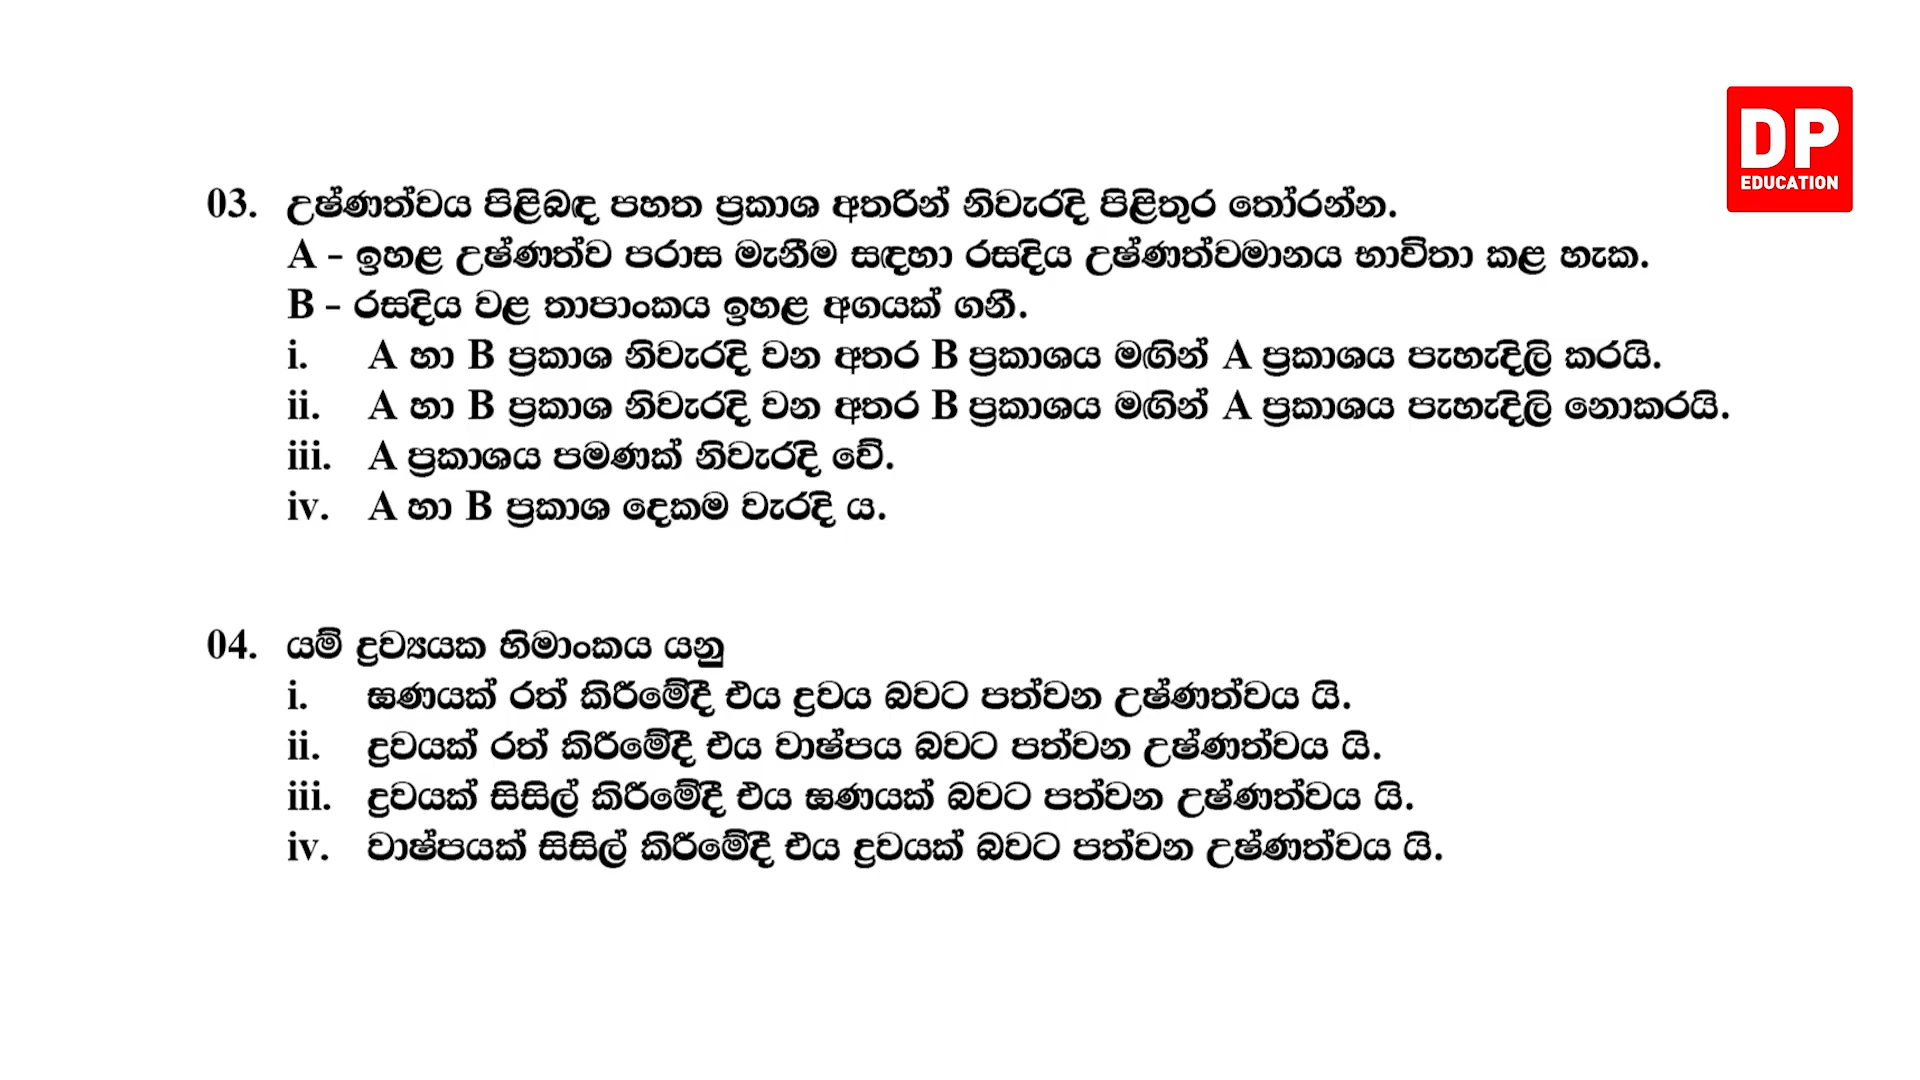 DP
EDUCATION
03. උෂ්ණත්වය පිළිබඳ පහත ප්‍රකාශ අතරින් නිවැරදි පිළිතුර තෝරන්න.
A - ඉහළ උෂ්ණත්ව පරාස මැනීම සඳහා රසදිය උෂ්ණත්වමානය භාවිතා කළ හැක.
B - රසදිය වළ තාපාංකය ඉහළ අගයක් ගනී.
i. A හා B ප්‍රකාශ නිවැරදි වන අතර B ප්‍රකාශය මඟින් A ප්‍රකාශය පැහැදිලි කරයි.
ii. A හා B ප්‍රකාශ නිවැරදි වන අතර B ප්‍රකාශය මඟින් A ප්‍රකාශය පැහැදිලි නොකරයි.
iii. A ප්‍රකාශය පමණක් නිවැරදි වේ.
iv. A හා B ප්‍රකාශ දෙකම වැරදි ය.
04. යම් ද්‍රව්‍යයක හිමාංකය යනු
i. ඝණයක් රත් කිරීමේදී එය ද්‍රවය බවට පත්වන උෂ්ණත්වය යි.
ii. ද්‍රවයක් රත් කිරීමේදී එය වාෂ්පය බවට පත්වන උෂ්ණත්වය යි.
iii. ද්‍රවයක් සිසිල් කිරීමේදී එය ඝණයක් බවට පත්වන උෂ්ණත්වය යි.
iv. වාෂ්පයක් සිසිල් කිරීමේදී එය ද්‍රවයක් බවට පත්වන උෂ්ණත්වය යි.